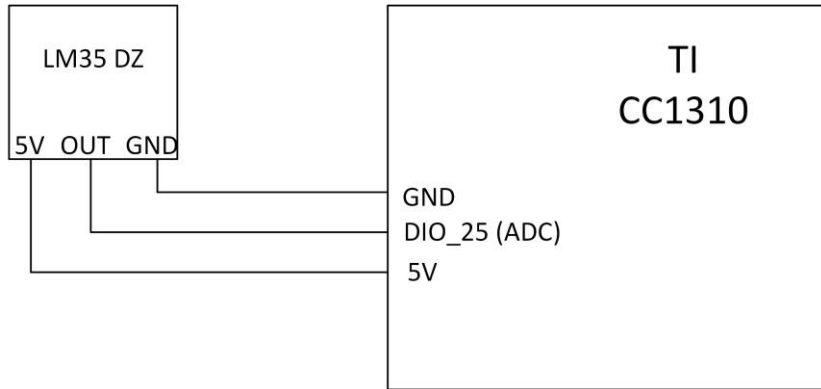 LM35 DZ
5V OUT GND
TI
CC1310
GND
DIO_25 (ADC)
5V